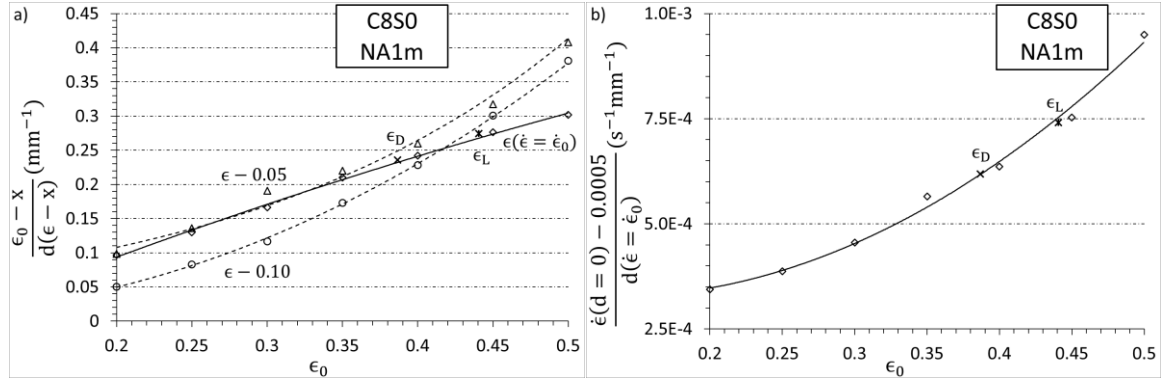 a)
C8S0
NA1m
0.45
0.4
0.35
0.3
0.25
0.2
0.15
0.1
0.05
0
ϵ₀ − x
d(ϵ − x)
(mm⁻¹)
ϵ_D
ϵ_L
ϵ(ϵ̇ = ϵ̇₀)
ϵ − 0.05
ϵ − 0.10
0.2 0.25 0.3 0.35 0.4 0.45 0.5
ϵ₀
b)
C8S0
NA1m
1.0E-3
7.5E-4
5.0E-4
2.5E-4
ϵ̇(d = 0) − 0.0005
d(ϵ̇ = ϵ̇₀)
(s⁻¹mm⁻¹)
ϵ_L
ϵ_D
0.2 0.25 0.3 0.35 0.4 0.45 0.5
ϵ₀